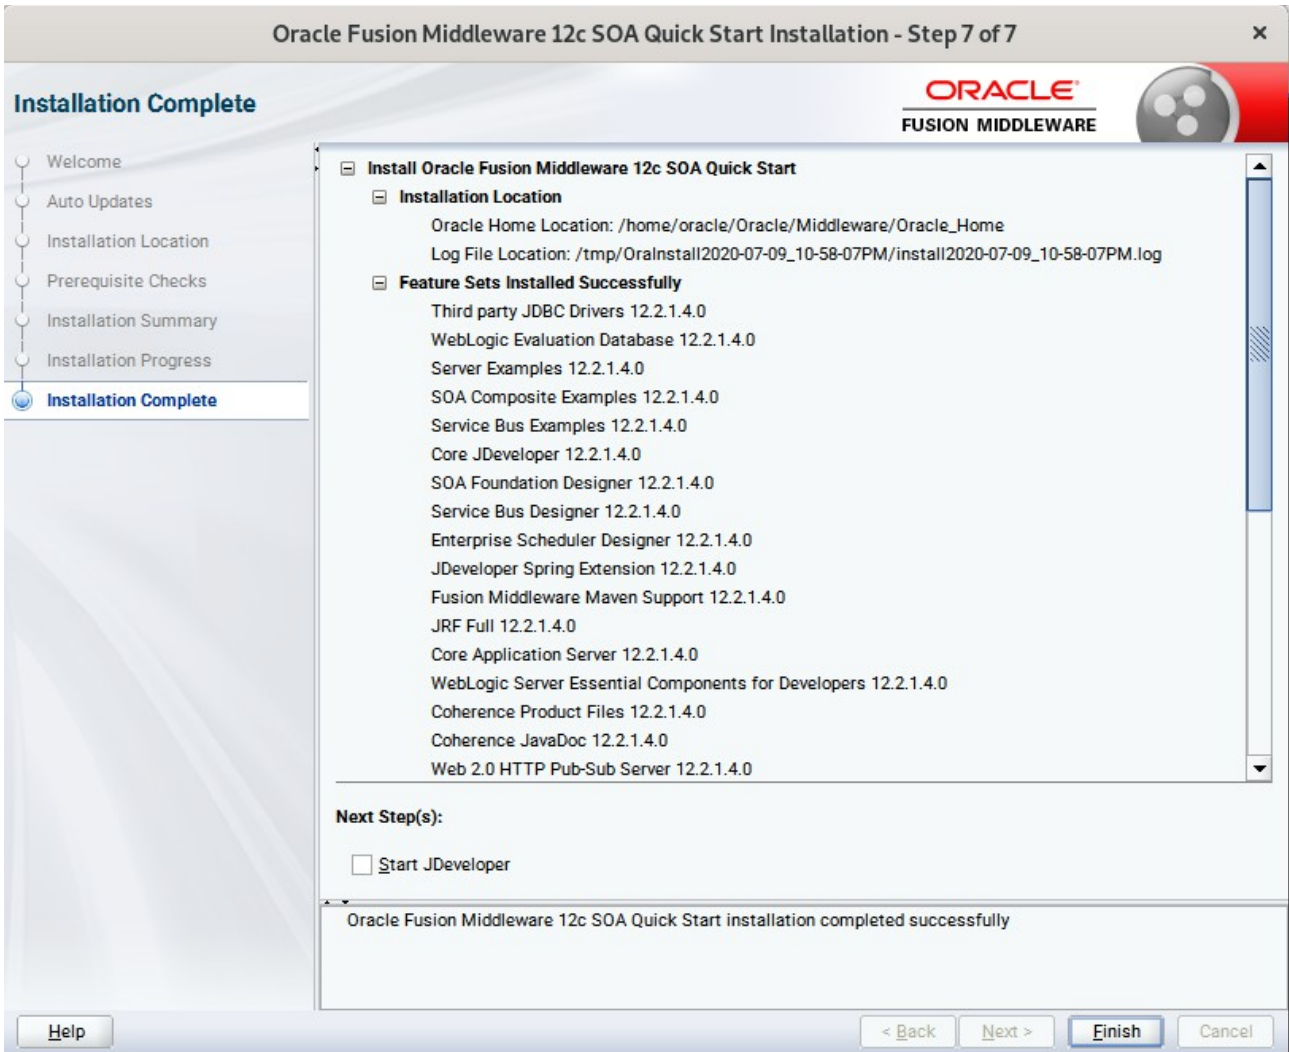 Oracle Fusion Middleware 12c SOA Quick Start Installation - Step 7 of 7
Installation Complete
ORACLE
FUSION MIDDLEWARE
Welcome
Auto Updates
Installation Location
Prerequisite Checks
Installation Summary
Installation Progress
Installation Complete
Install Oracle Fusion Middleware 12c SOA Quick Start
Installation Location
Oracle Home Location: /home/oracle/Oracle/Middleware/Oracle_Home
Log File Location: /tmp/OraInstall2020-07-09_10-58-07PM/install2020-07-09_10-58-07PM.log
Feature Sets Installed Successfully
Third party JDBC Drivers 12.2.1.4.0
WebLogic Evaluation Database 12.2.1.4.0
Server Examples 12.2.1.4.0
SOA Composite Examples 12.2.1.4.0
Service Bus Examples 12.2.1.4.0
Core JDeveloper 12.2.1.4.0
SOA Foundation Designer 12.2.1.4.0
Service Bus Designer 12.2.1.4.0
Enterprise Scheduler Designer 12.2.1.4.0
JDeveloper Spring Extension 12.2.1.4.0
Fusion Middleware Maven Support 12.2.1.4.0
JRF Full 12.2.1.4.0
Core Application Server 12.2.1.4.0
WebLogic Server Essential Components for Developers 12.2.1.4.0
Coherence Product Files 12.2.1.4.0
Coherence JavaDoc 12.2.1.4.0
Web 2.0 HTTP Pub-Sub Server 12.2.1.4.0
Next Step(s):
Start JDeveloper
Oracle Fusion Middleware 12c SOA Quick Start installation completed successfully
Help
< Back
Next >
Finish
Cancel